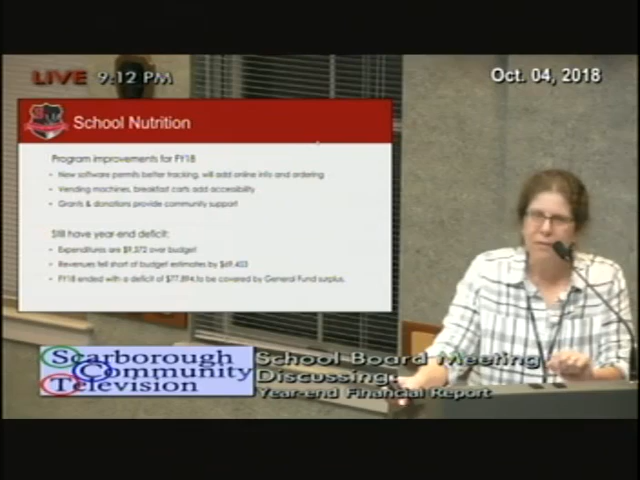 LIVE 9:12 PM
Oct. 04, 2018
School Nutrition
Program improvements for FY18
• New software permits better tracking, will add online info and ordering
• Vending machines, breakfast carts add accessibility
• Grants & donations provide community support
Still have year-end deficit:
• Expenditures are $9,372 over budget
• Revenues fell short of budget estimates by $69,453
• FY18 ended with a deficit of $77,894 to be covered by General Fund surplus.
Scarborough
Community
Television
School Board Meeting
Discussing:
Year-end Financial Report